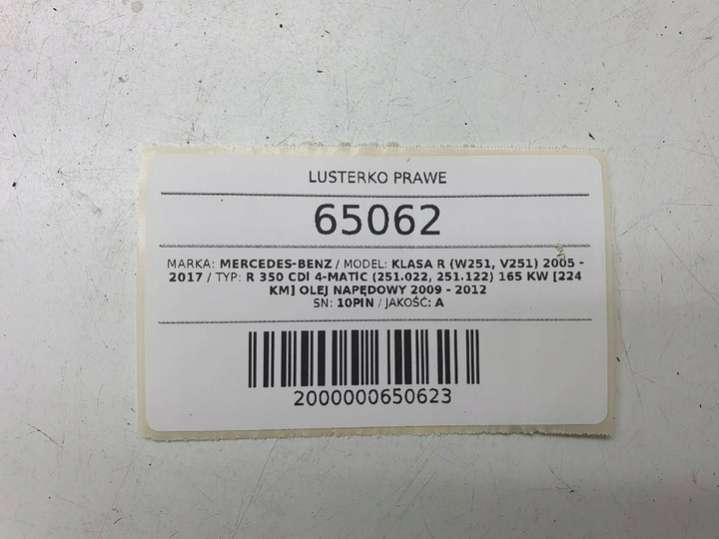 LUSTERKO PRAWE
65062
MARKA: MERCEDES-BENZ / MODEL: KLASA R (W251, V251) 2005 -
2017 / TYP: R 350 CDI 4-MATIC (251.022, 251.122) 165 KW [224
KM] OLEJ NAPĘDOWY 2009 - 2012
SN: 10PIN / JAKOŚĆ: A
2000000650623